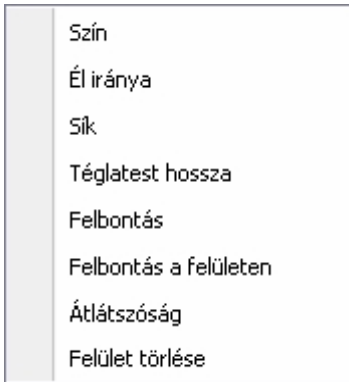 Szín
Él iránya
Sík
Téglatest hossza
Felbontás
Felbontás a felületen
Átlátszóság
Felület törlése